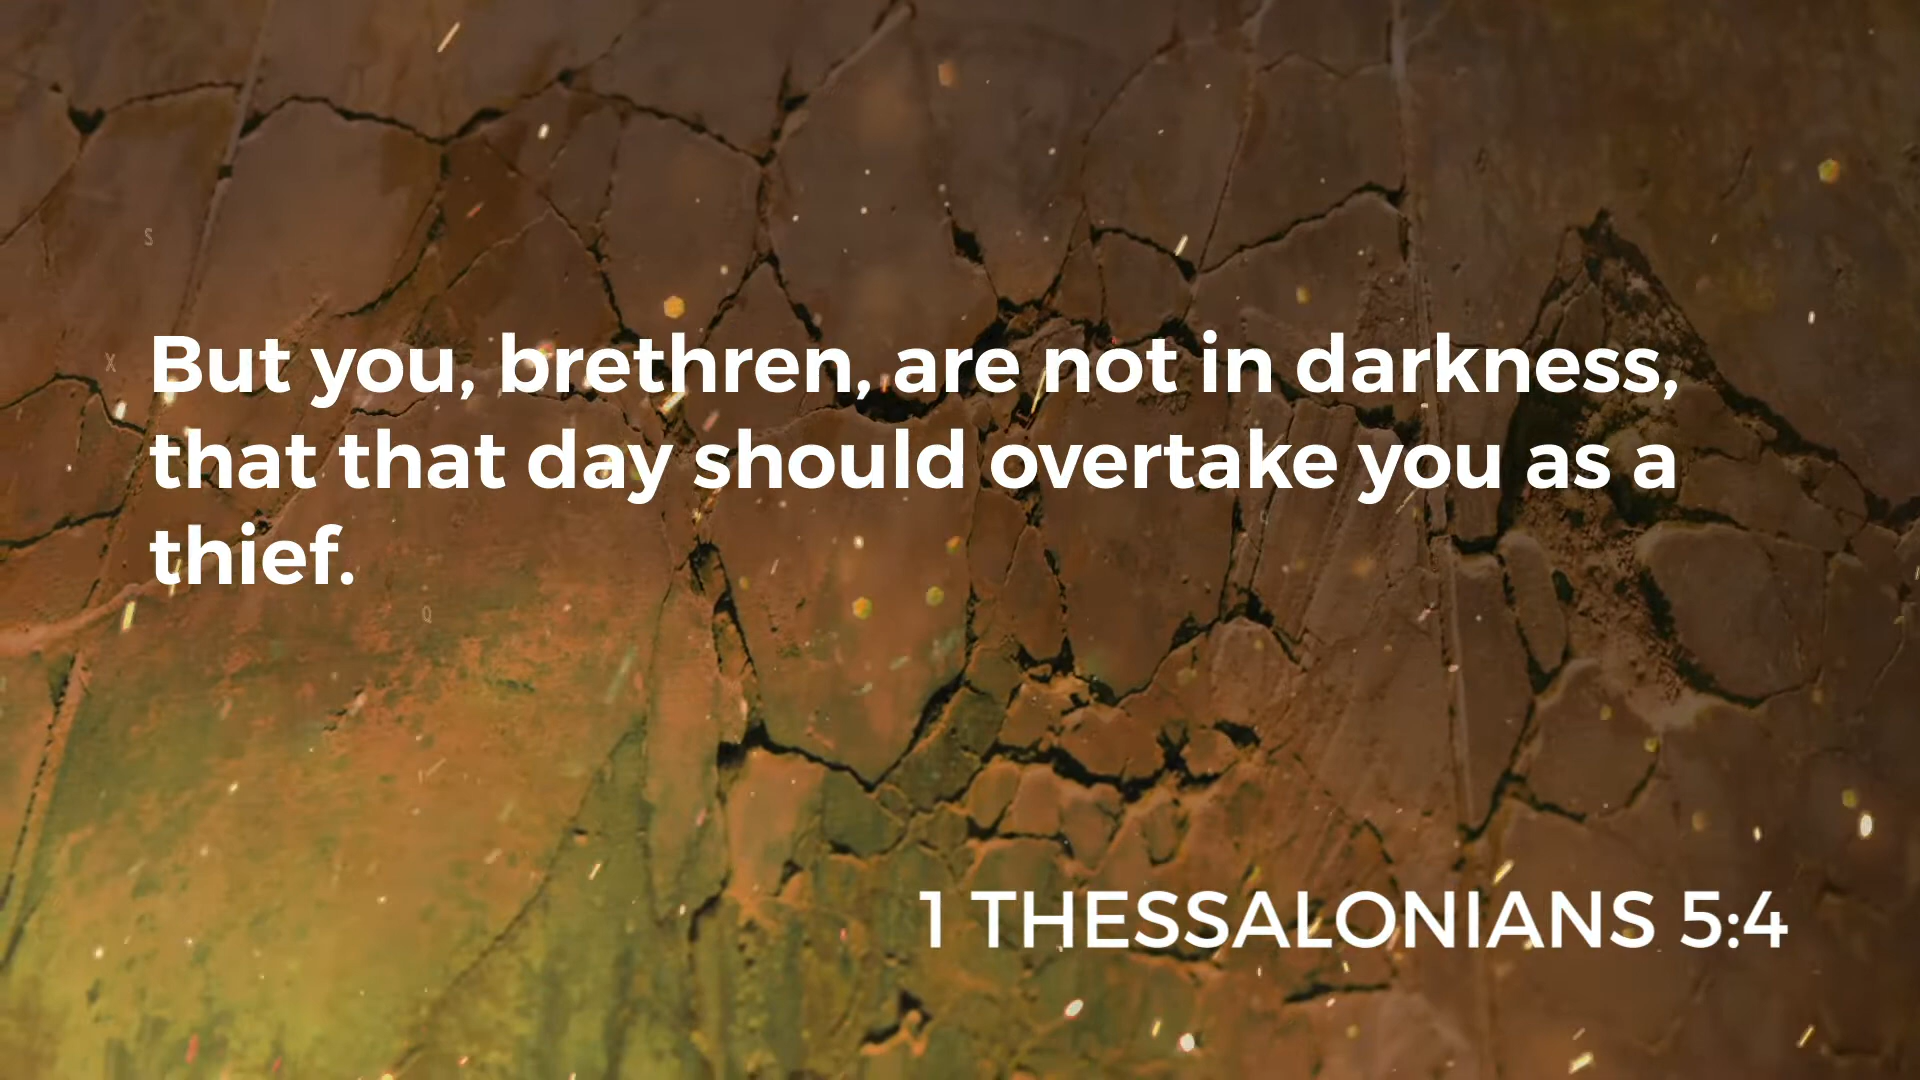 S
X
But you, brethren, are not in darkness,
that that day should overtake you as a
thief.
Q
1 THESSALONIANS 5:4